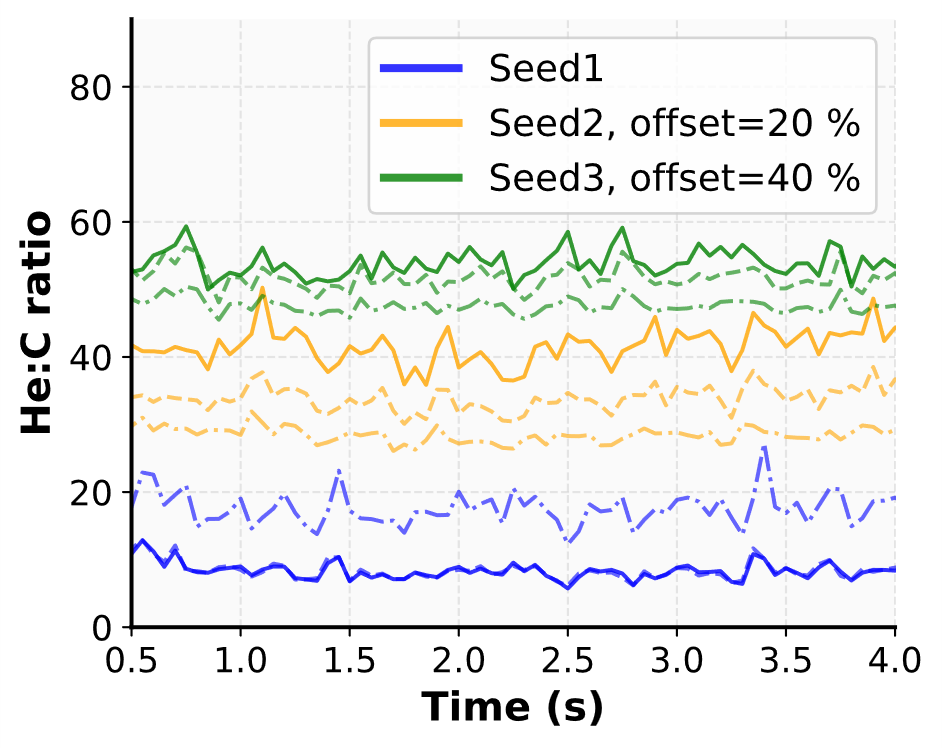 He:C ratio
80
60
40
20
0
Seed1
Seed2, offset=20 %
Seed3, offset=40 %
0.5 1.0 1.5 2.0 2.5 3.0 3.5 4.0
Time (s)